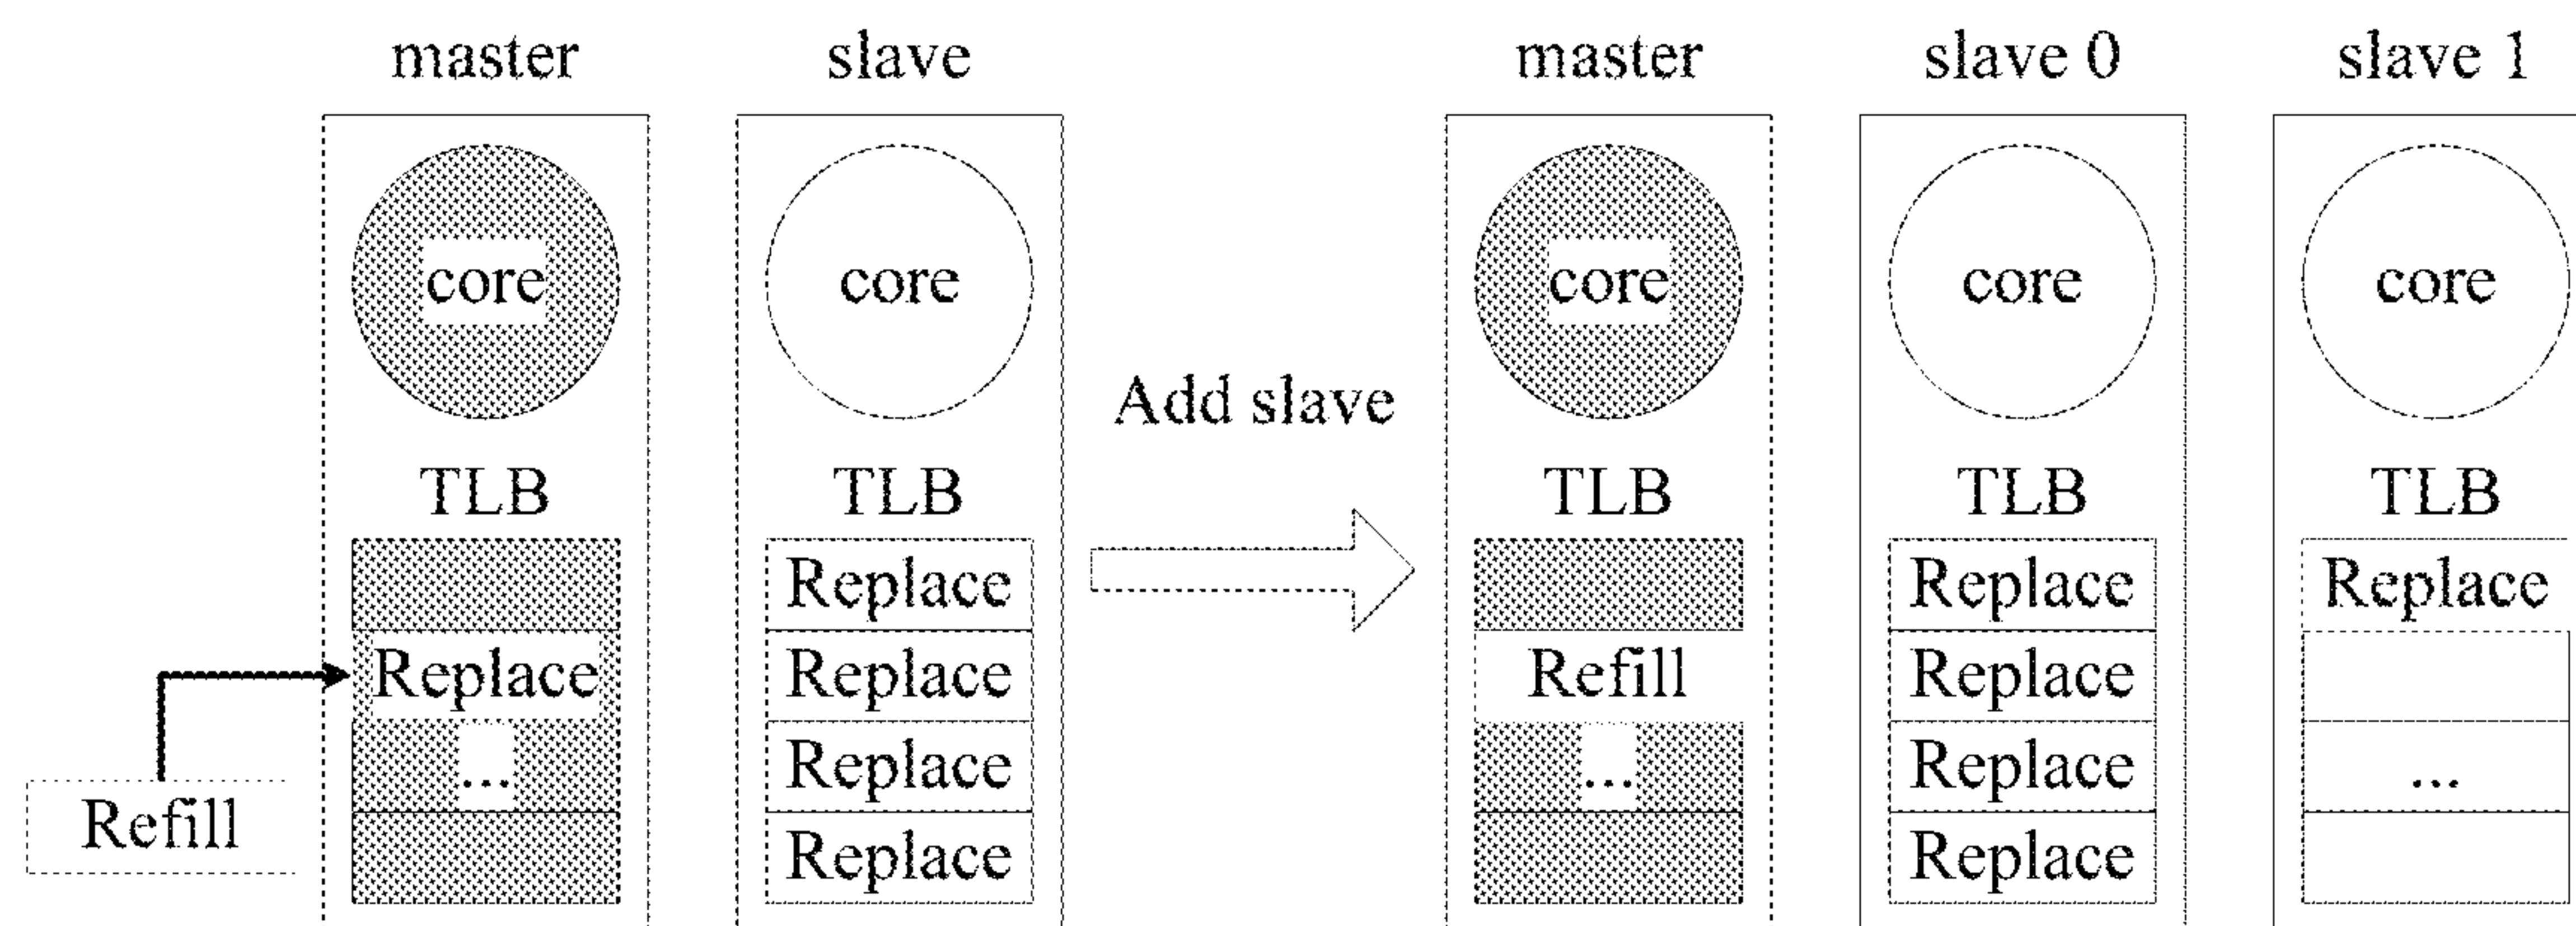 master slave master slave 0 slave 1
core core core core core
Add slave
TLB TLB TLB TLB TLB
Replace Replace Replace
Replace Replace Refill Replace
... Replace ... Replace ...
Refill Replace Replace